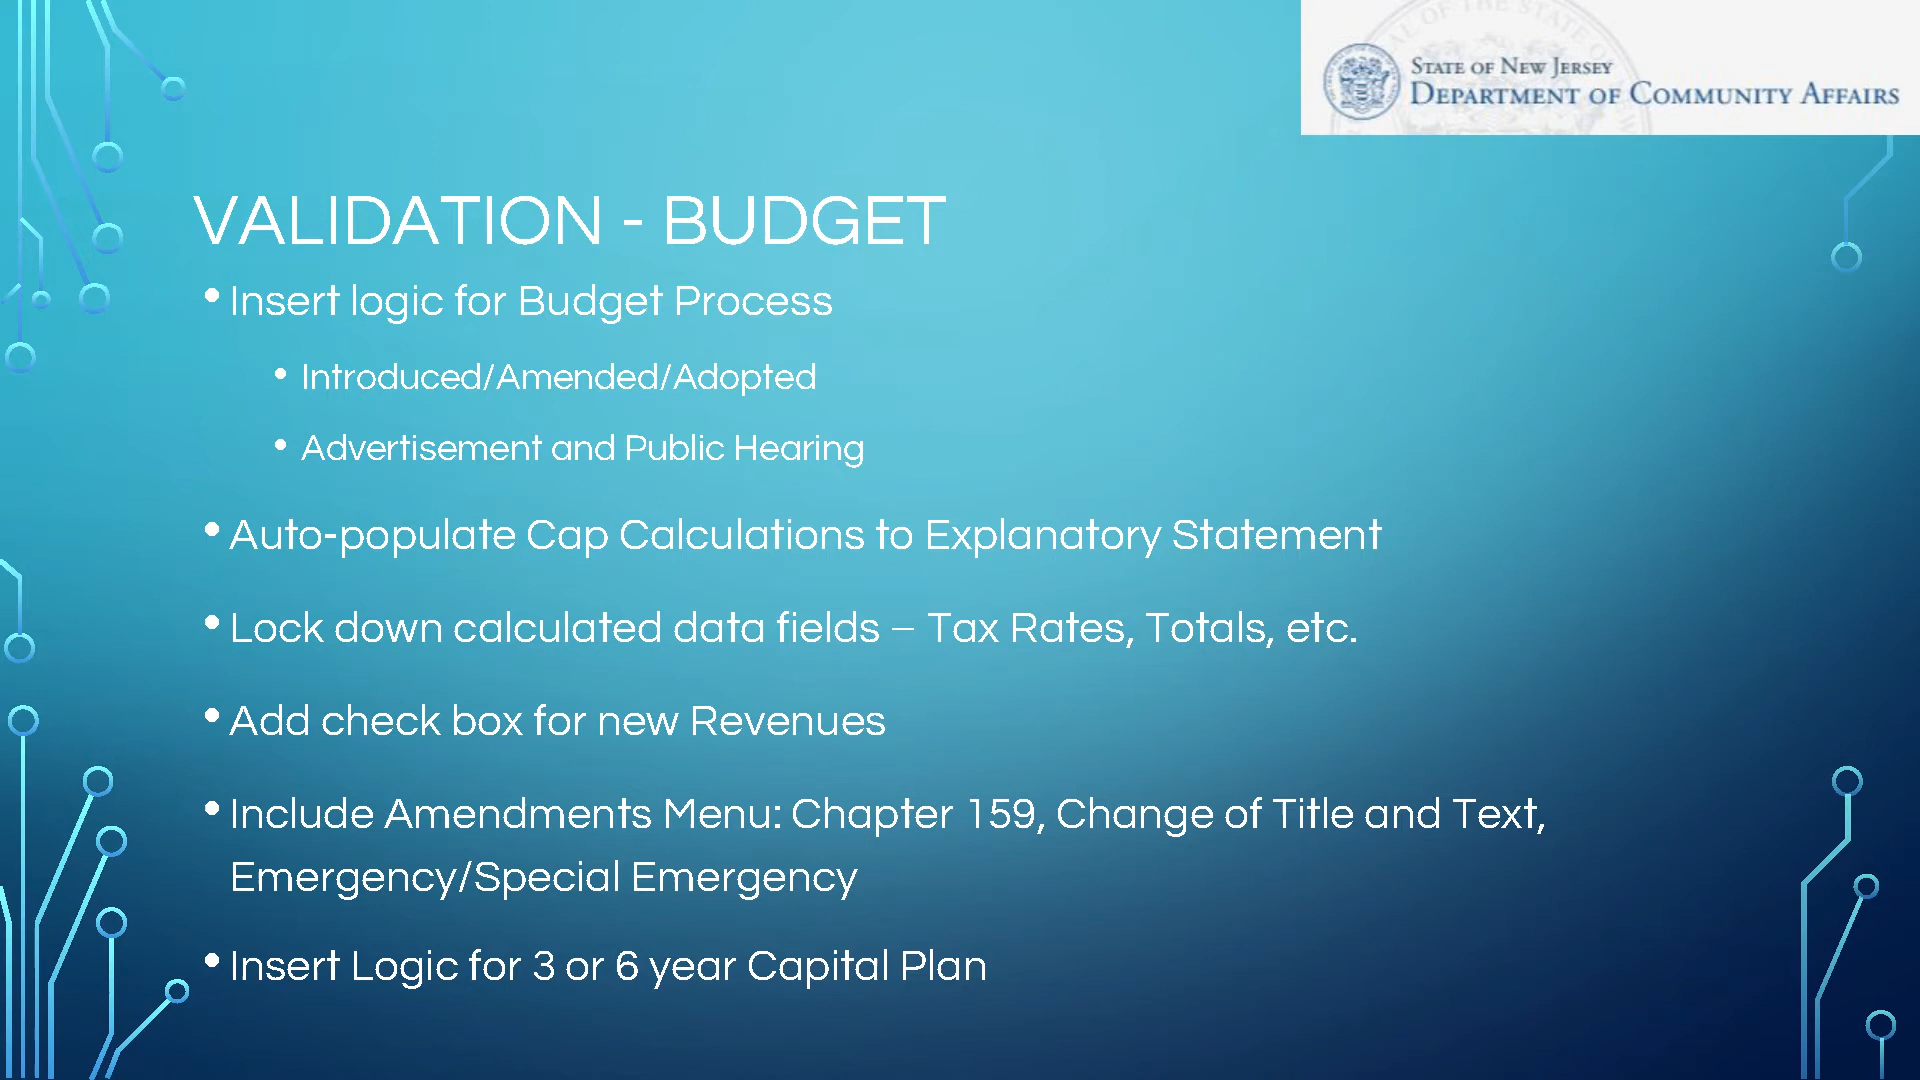 STATE OF NEW JERSEY
DEPARTMENT OF COMMUNITY AFFAIRS
VALIDATION - BUDGET
• Insert logic for Budget Process
• Introduced/Amended/Adopted
• Advertisement and Public Hearing
• Auto-populate Cap Calculations to Explanatory Statement
• Lock down calculated data fields – Tax Rates, Totals, etc.
• Add check box for new Revenues
• Include Amendments Menu: Chapter 159, Change of Title and Text,
Emergency/Special Emergency
• Insert Logic for 3 or 6 year Capital Plan